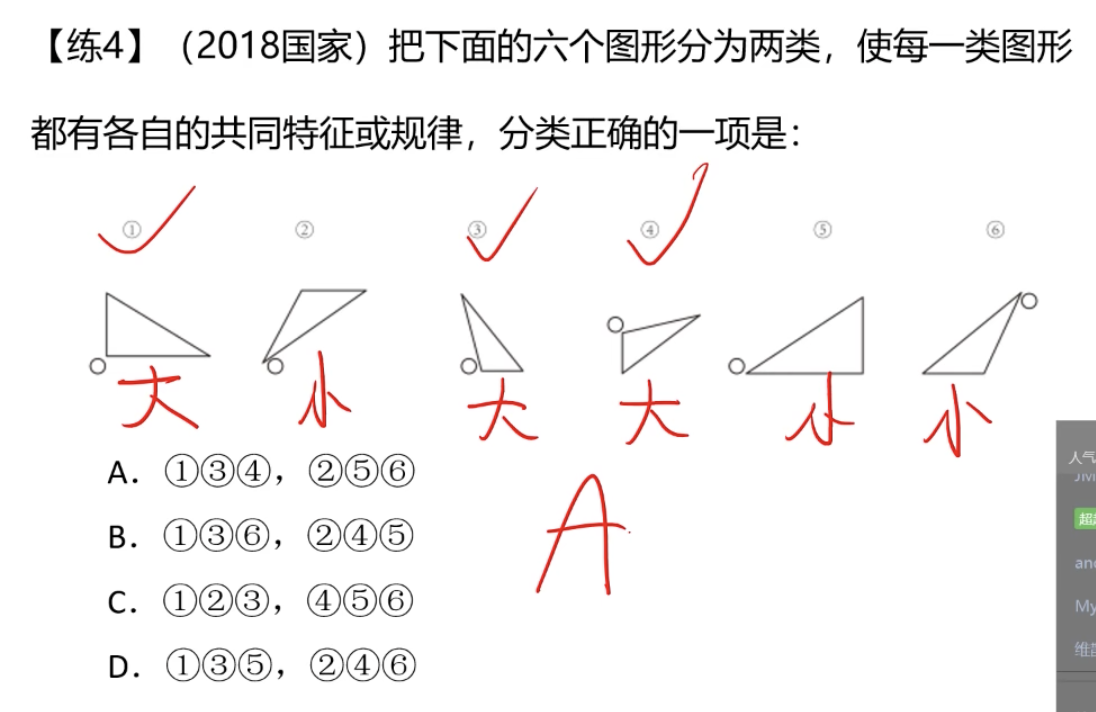 【练4】（2018国家）把下面的六个图形分为两类，使每一类图形
都有各自的共同特征或规律，分类正确的一项是：
① ② ③ ④ ⑤ ⑥
大 小 大 大 小 小
A．①③④，②⑤⑥
B．①③⑥，②④⑤
C．①②③，④⑤⑥
D．①③⑤，②④⑥
A
人气
超
My